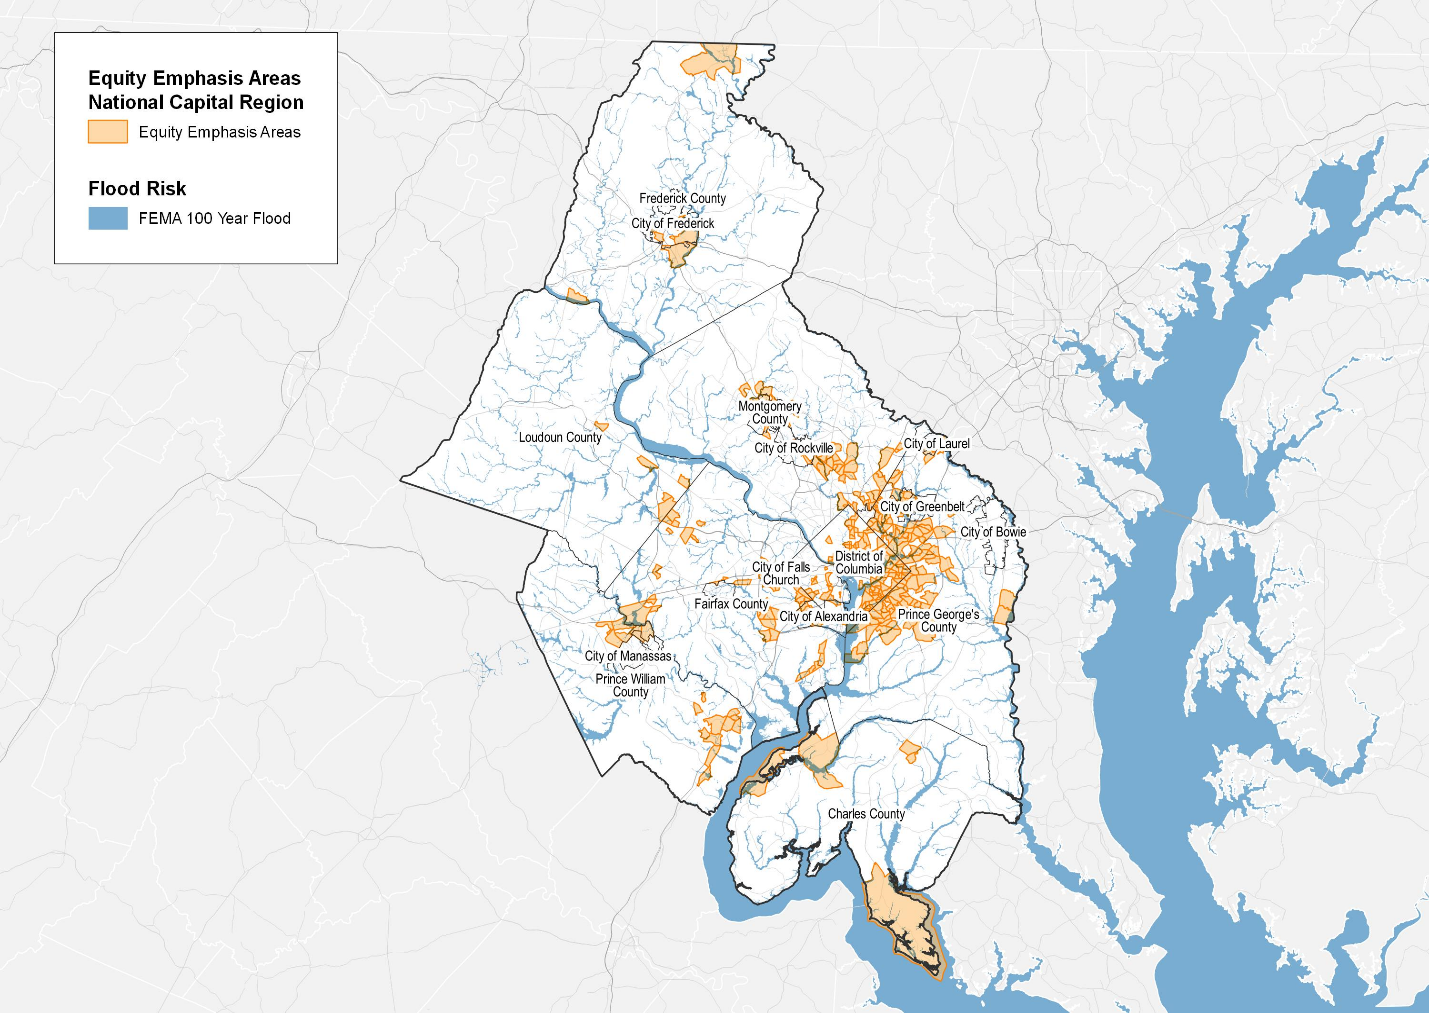 Equity Emphasis Areas
National Capital Region
Equity Emphasis Areas
Flood Risk
FEMA 100 Year Flood
Frederick County
City of Frederick
Montgomery
County
Loudoun County
City of Rockville
City of Laurel
City of Greenbelt
City of Bowie
District of
Columbia
City of Falls
Church
Fairfax County
City of Alexandria
Prince George's
County
City of Manassas
Prince William
County
Charles County